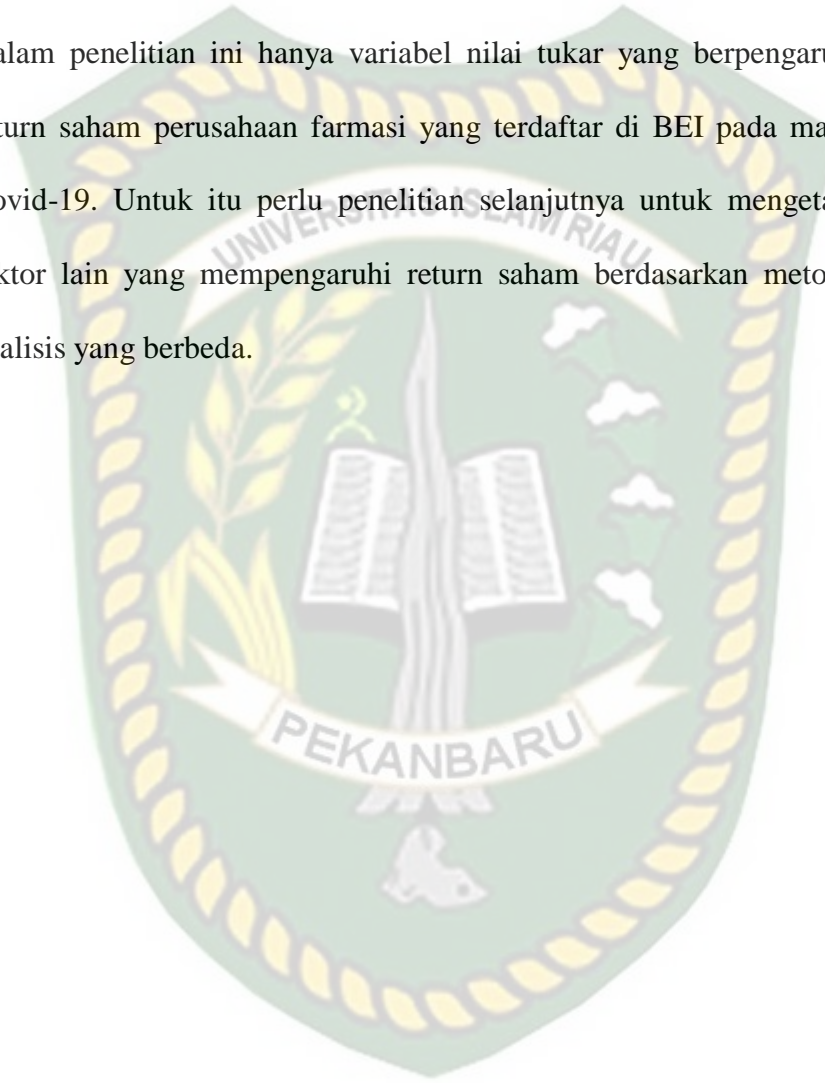 alam penelitian ini hanya variabel nilai tukar yang berpengaru
turn saham perusahaan farmasi yang terdaftar di BEI pada ma
ovid-19. Untuk itu perlu penelitian selanjutnya untuk mengeta
ktor lain yang mempengaruhi return saham berdasarkan meto
alisis yang berbeda.
UNIVERSITAS ISLAM RIAU
PEKANBARU